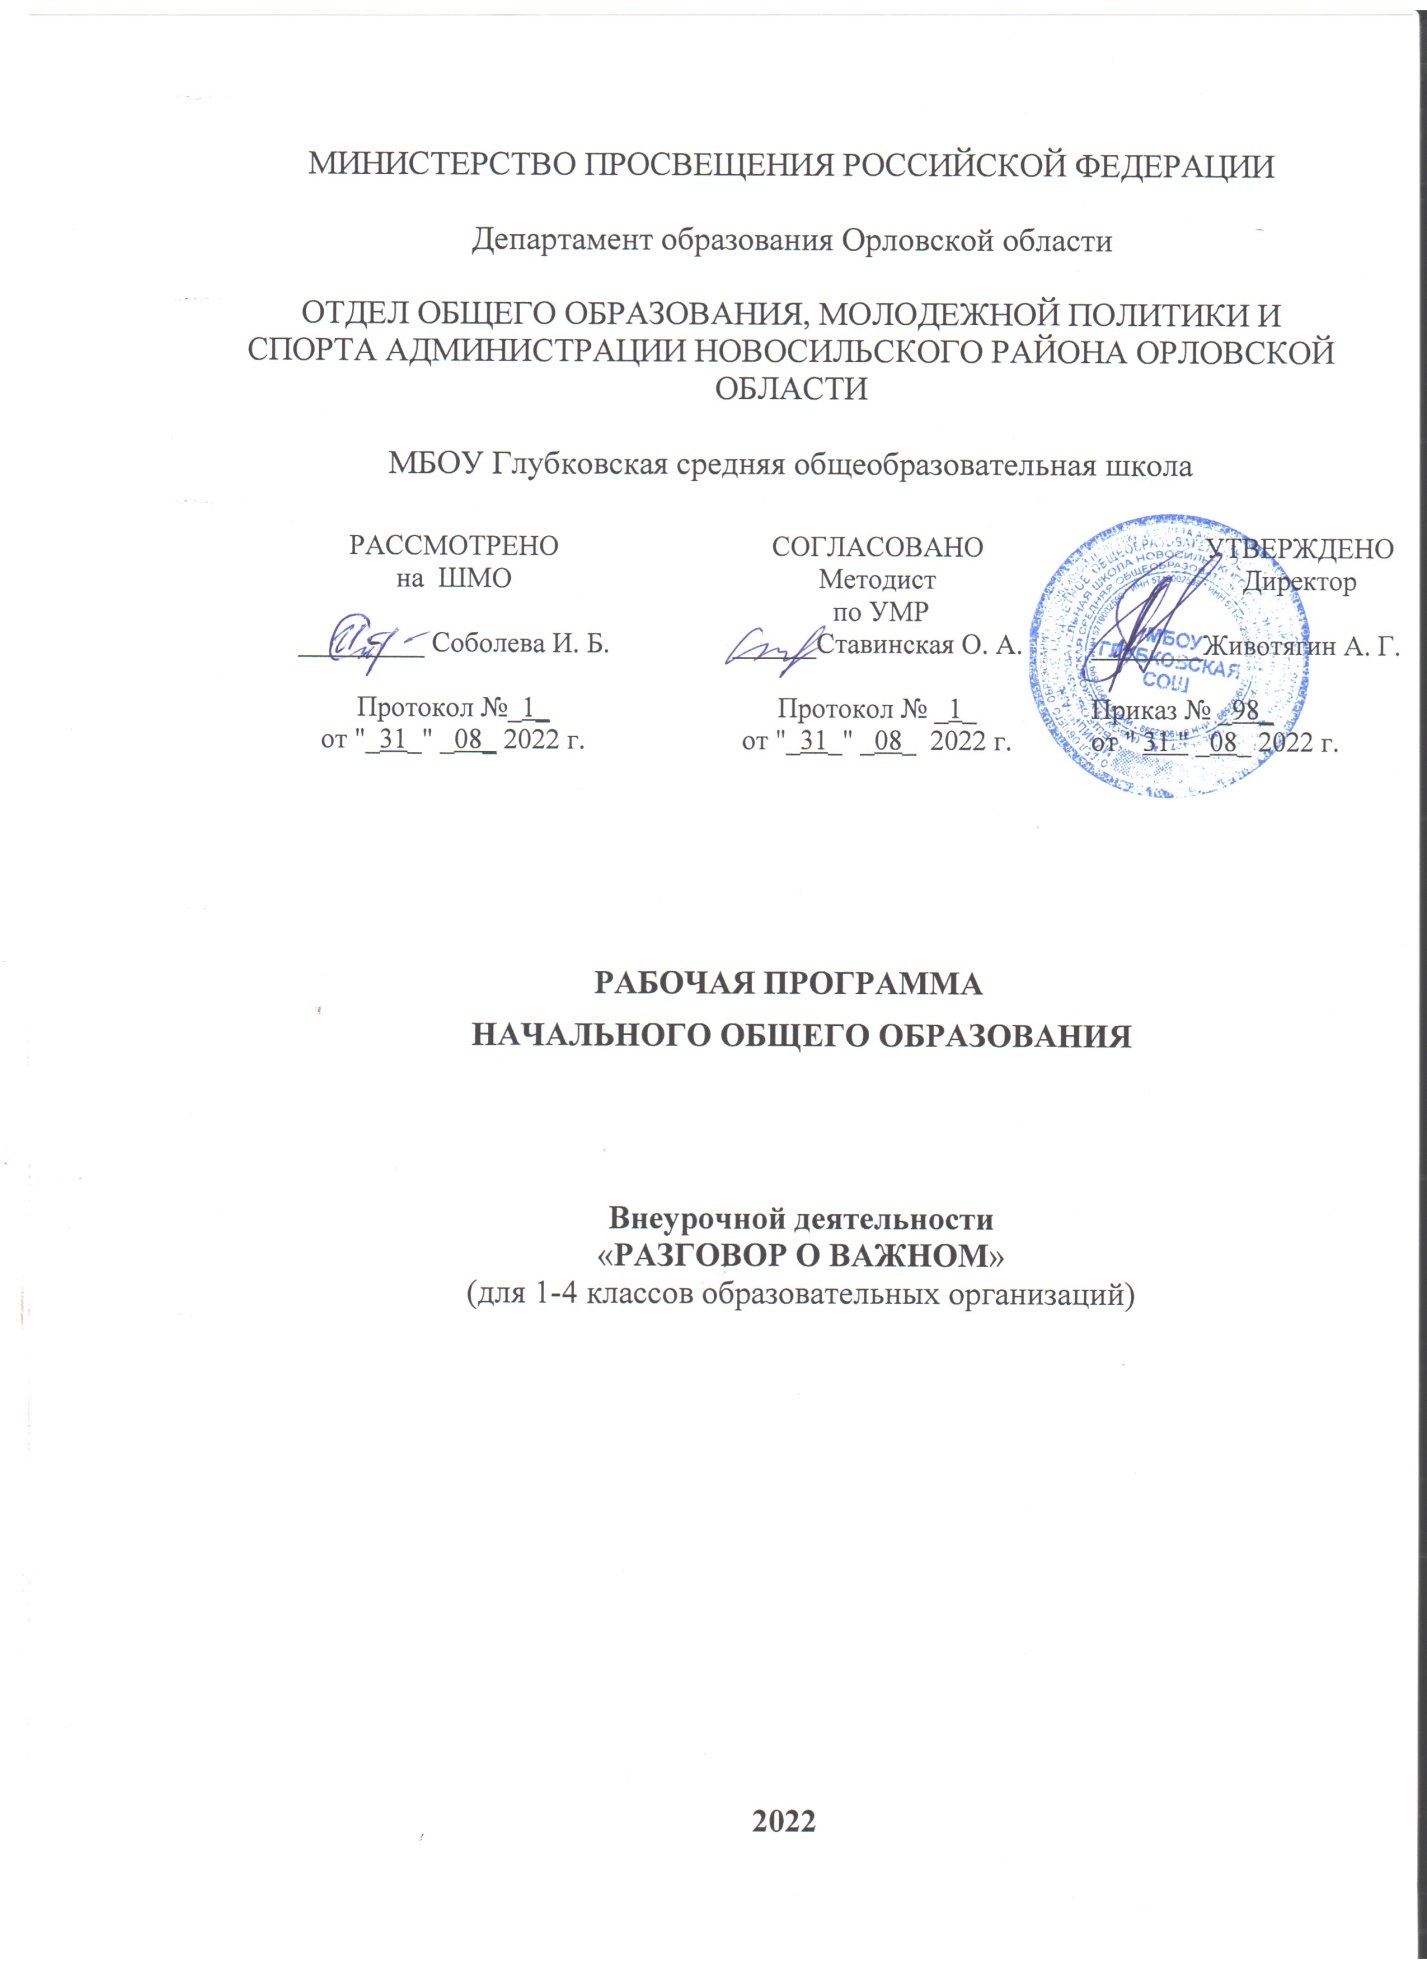 МИНИСТЕРСТВО ПРОСВЕЩЕНИЯ РОССИЙСКОЙ ФЕДЕРАЦИИ
Департамент образования Орловской области
ОТДЕЛ ОБЩЕГО ОБРАЗОВАНИЯ, МОЛОДЕЖНОЙ ПОЛИТИКИ И
СПОРТА АДМИНИСТРАЦИИ НОВОСИЛЬСКОГО РАЙОНА ОРЛОВСКОЙ
ОБЛАСТИ
МБОУ Глубковская средняя общеобразовательная школа
РАССМОТРЕНО
на ШМО
Соболева И. Б.
Протокол №_1_
от "_31_" _08_ 2022 г.
СОГЛАСОВАНО
Методист
по УМР
Ставинская О. А.
Протокол № _1_
от "_31_" _08_ 2022 г.
УТВЕРЖДЕНО
Директор
Животягин А. Г.
Приказ № _98_
от "_31_" _08_ 2022 г.
МБОУ
ГЛУБКОВСКАЯ
СОШ
РАБОЧАЯ ПРОГРАММА
НАЧАЛЬНОГО ОБЩЕГО ОБРАЗОВАНИЯ
Внеурочной деятельности
«РАЗГОВОР О ВАЖНОМ»
(для 1-4 классов образовательных организаций)
2022